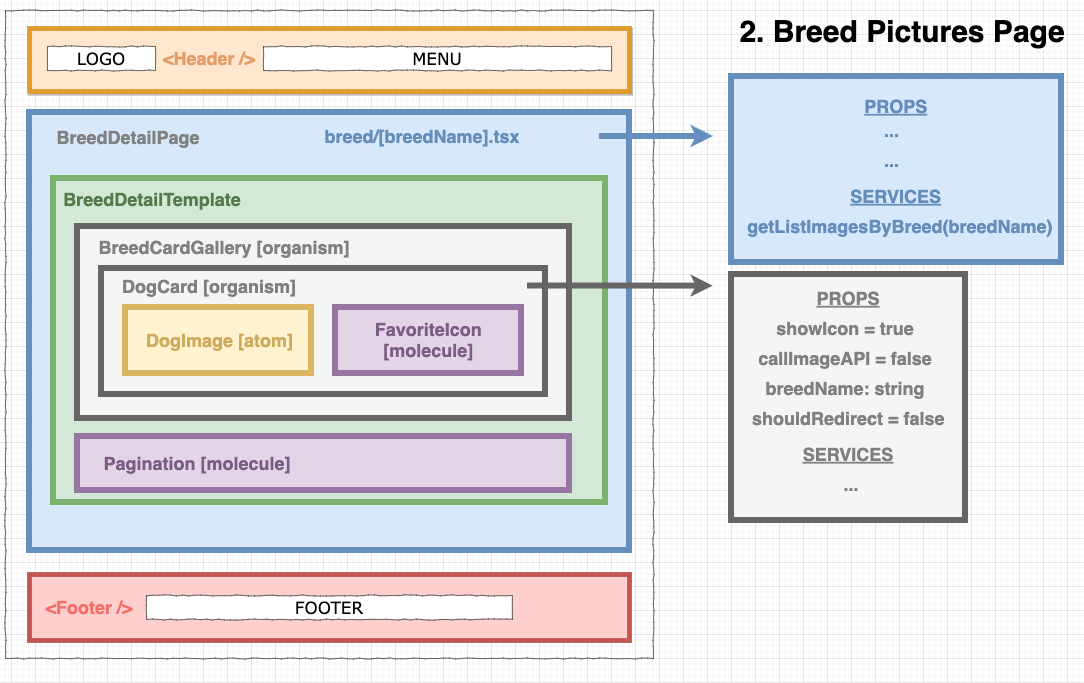 2. Breed Pictures Page
LOGO
<Header />
MENU
BreedDetailPage
breed/[breedName].tsx
BreedDetailTemplate
BreedCardGallery [organism]
DogCard [organism]
DogImage [atom]
FavoriteIcon
[molecule]
Pagination [molecule]
<Footer />
FOOTER
PROPS
...
...
SERVICES
getListImagesByBreed(breedName)
PROPS
showIcon = true
callImageAPI = false
breedName: string
shouldRedirect = false
SERVICES
...